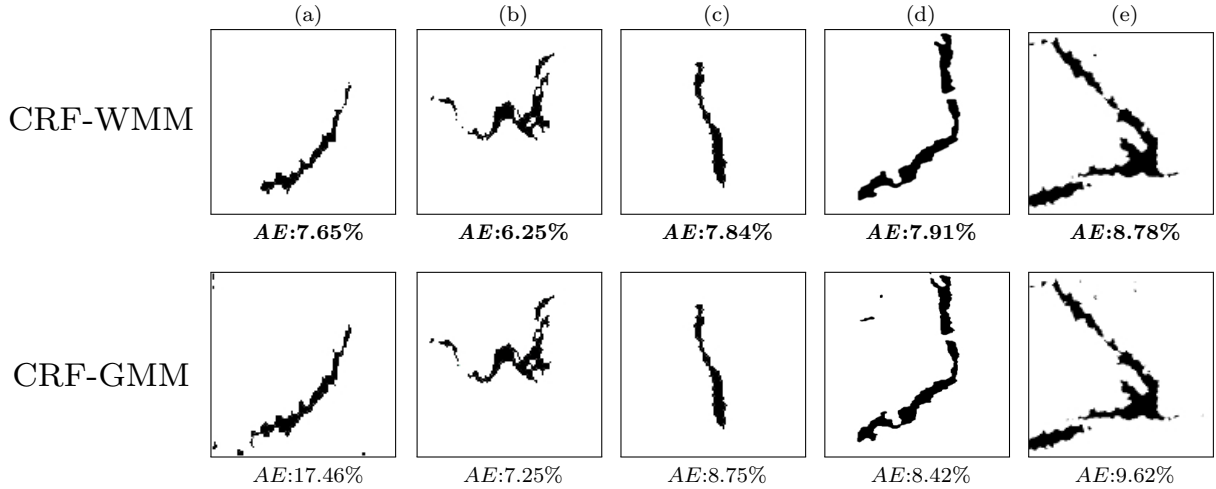 (a) (b) (c) (d) (e)
CRF-WMM
AE:7.65% AE:6.25% AE:7.84% AE:7.91% AE:8.78%
CRF-GMM
AE:17.46% AE:7.25% AE:8.75% AE:8.42% AE:9.62%